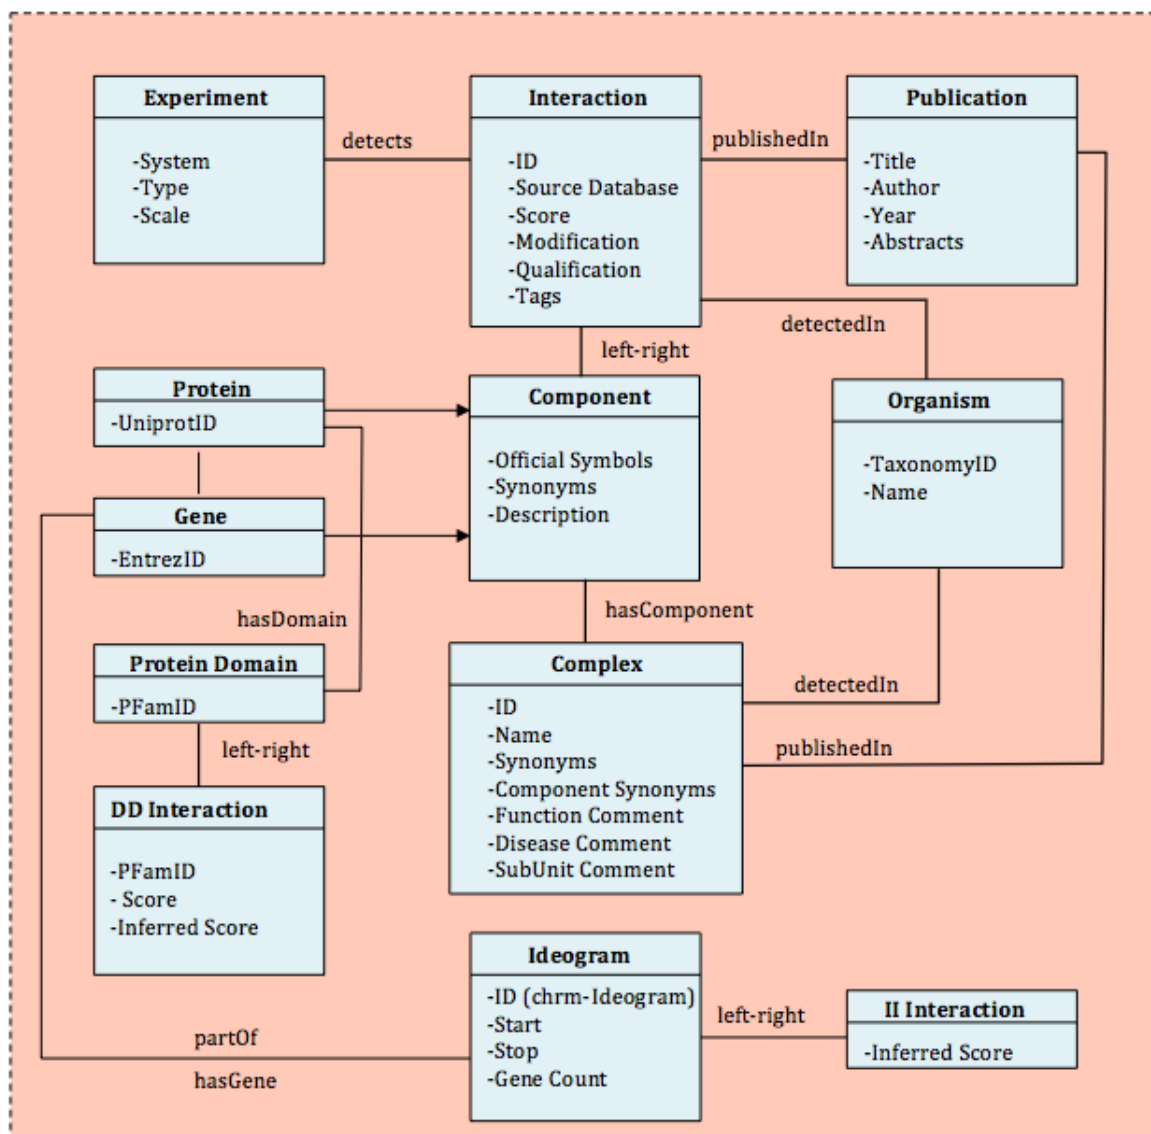 Experiment
-System
-Type
-Scale
detects
Interaction
-ID
-Source Database
-Score
-Modification
-Qualification
-Tags
publishedIn
Publication
-Title
-Author
-Year
-Abstracts
detectedIn
left-right
Protein
-UniprotID
Component
-Official Symbols
-Synonyms
-Description
Organism
-TaxonomyID
-Name
Gene
-EntrezID
hasDomain
hasComponent
Protein Domain
-PFamID
left-right
Complex
-ID
-Name
-Synonyms
-Component Synonyms
-Function Comment
-Disease Comment
-SubUnit Comment
detectedIn
publishedIn
DD Interaction
-PFamID
- Score
-Inferred Score
Ideogram
-ID (chrm-Ideogram)
-Start
-Stop
-Gene Count
left-right
II Interaction
-Inferred Score
partOf
hasGene